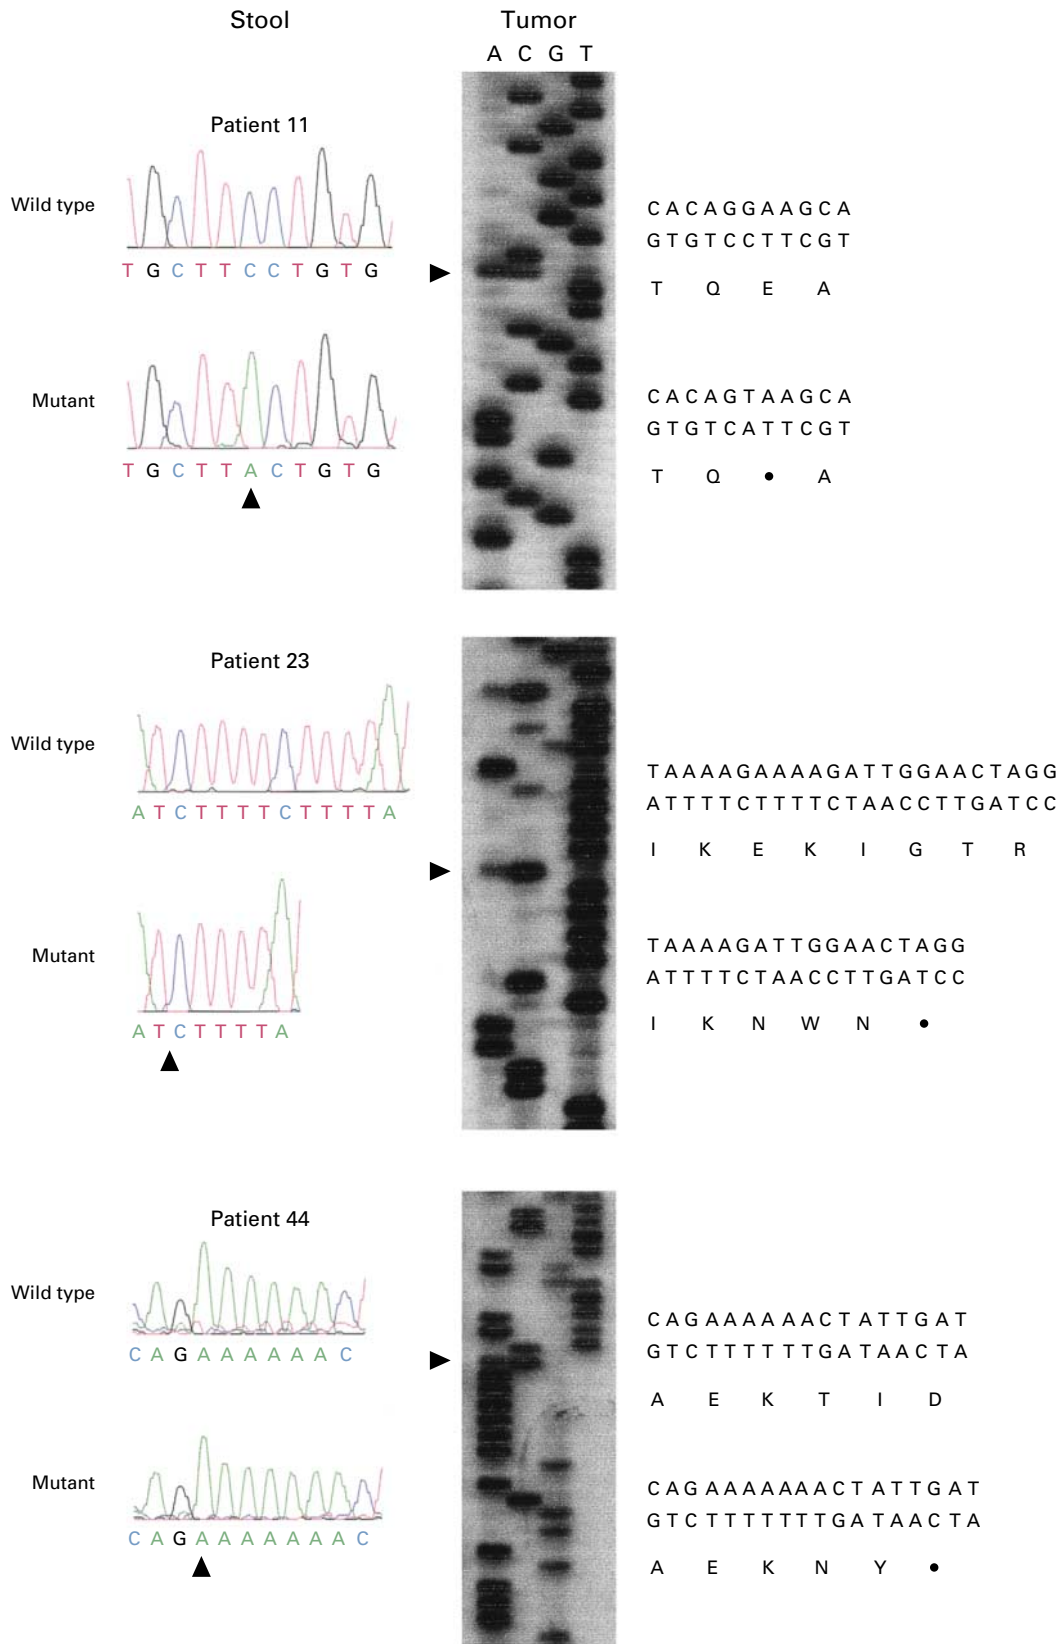 Stool
Tumor
A C G T
Patient 11
Wild type
T G C T T C C T G T G
Mutant
T G C T T A C T G T G
C A C A G G A A G C A
G T G T C C T T C G T
T Q E A
C A C A G T A A G C A
G T G T C A T T C G T
T Q • A
Patient 23
Wild type
A T C T T T T C T T T T A
Mutant
A T C T T T T A
T A A A A G A A A A G A T T G G A A C T A G G
A T T T T C T T T T C T A A C C T T G A T C C
I K E K I G T R
T A A A A G A T T G G A A C T A G G
A T T T T C T A A C C T T G A T C C
I K N W N •
Patient 44
Wild type
C A G A A A A A A C
Mutant
C A G A A A A A A A C
C A G A A A A A A C T A T T G A T
G T C T T T T T T G A T A A C T A
A E K T I D
C A G A A A A A A A C T A T T G A T
G T C T T T T T T T G A T A A C T A
A E K N Y •